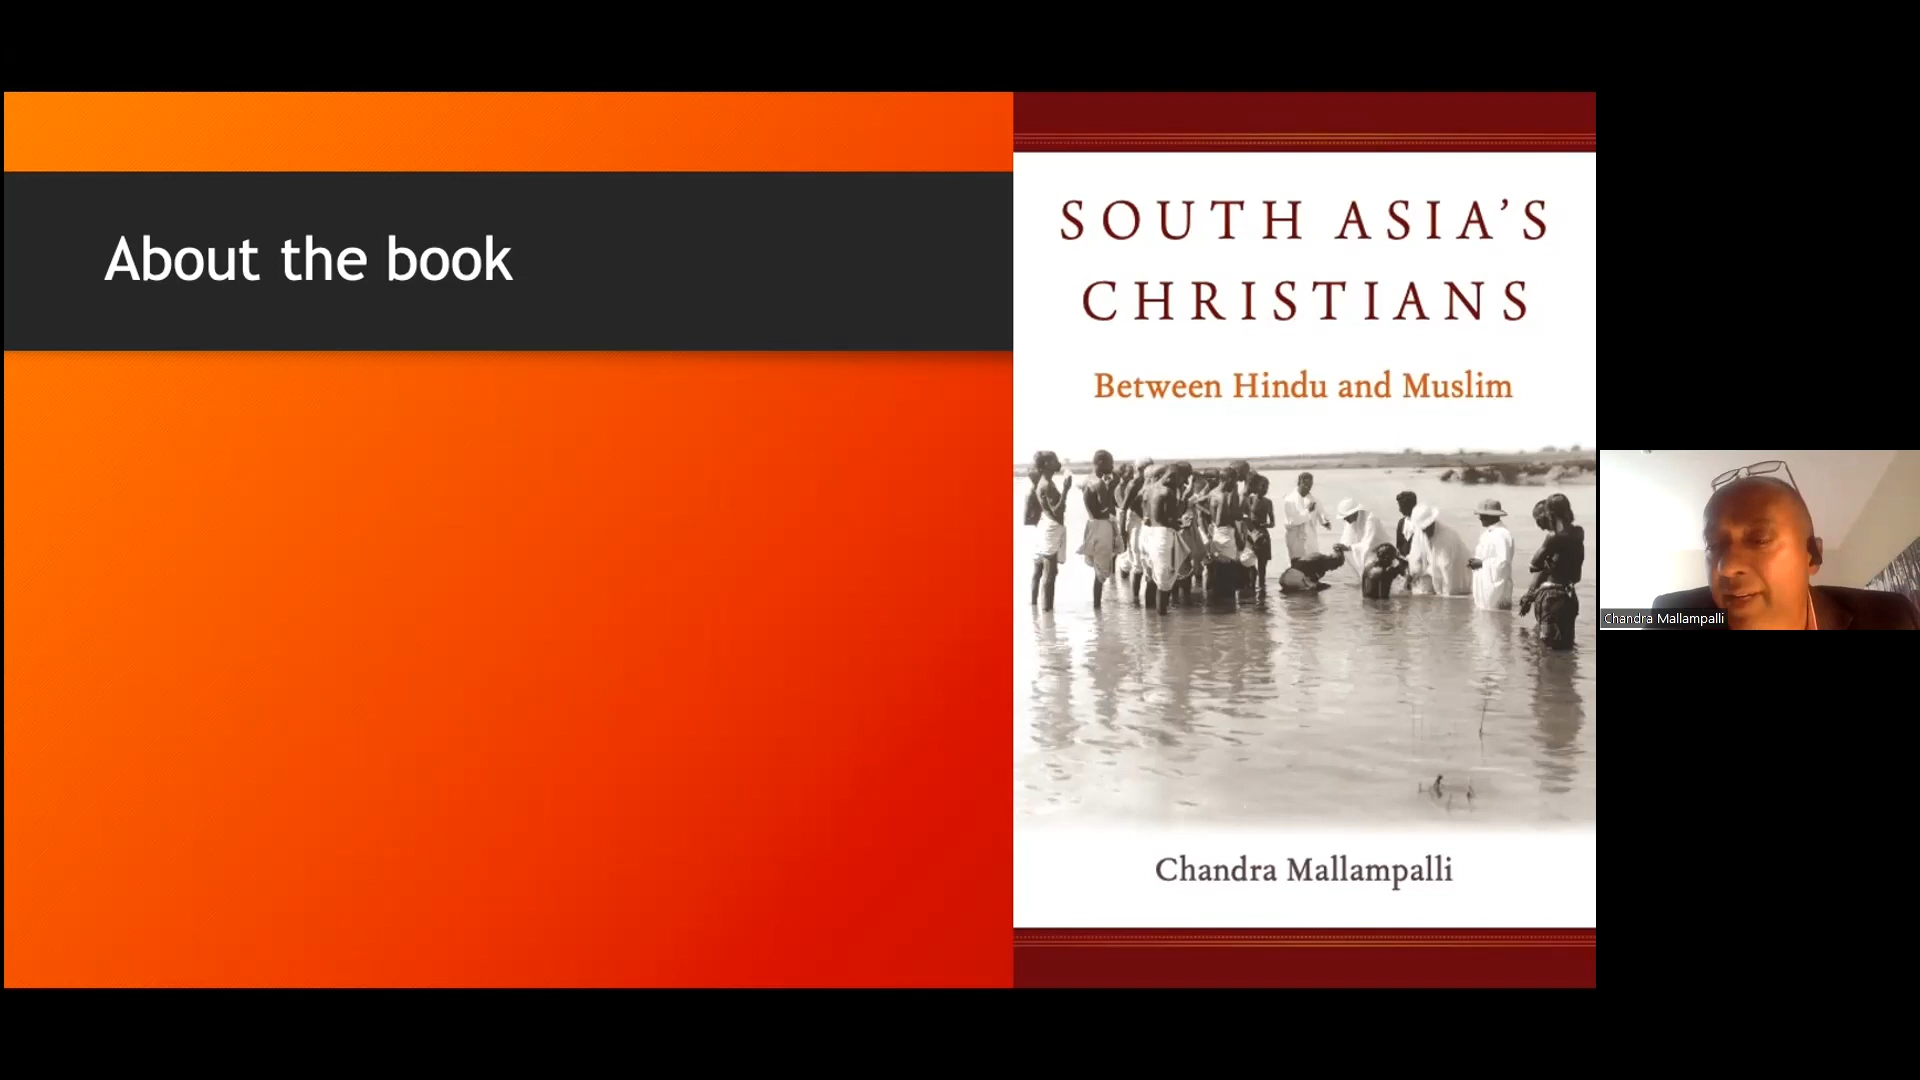 About the book
SOUTH ASIA’S
CHRISTIANS
Between Hindu and Muslim
Chandra Mallampalli
Chandra Mallampalli